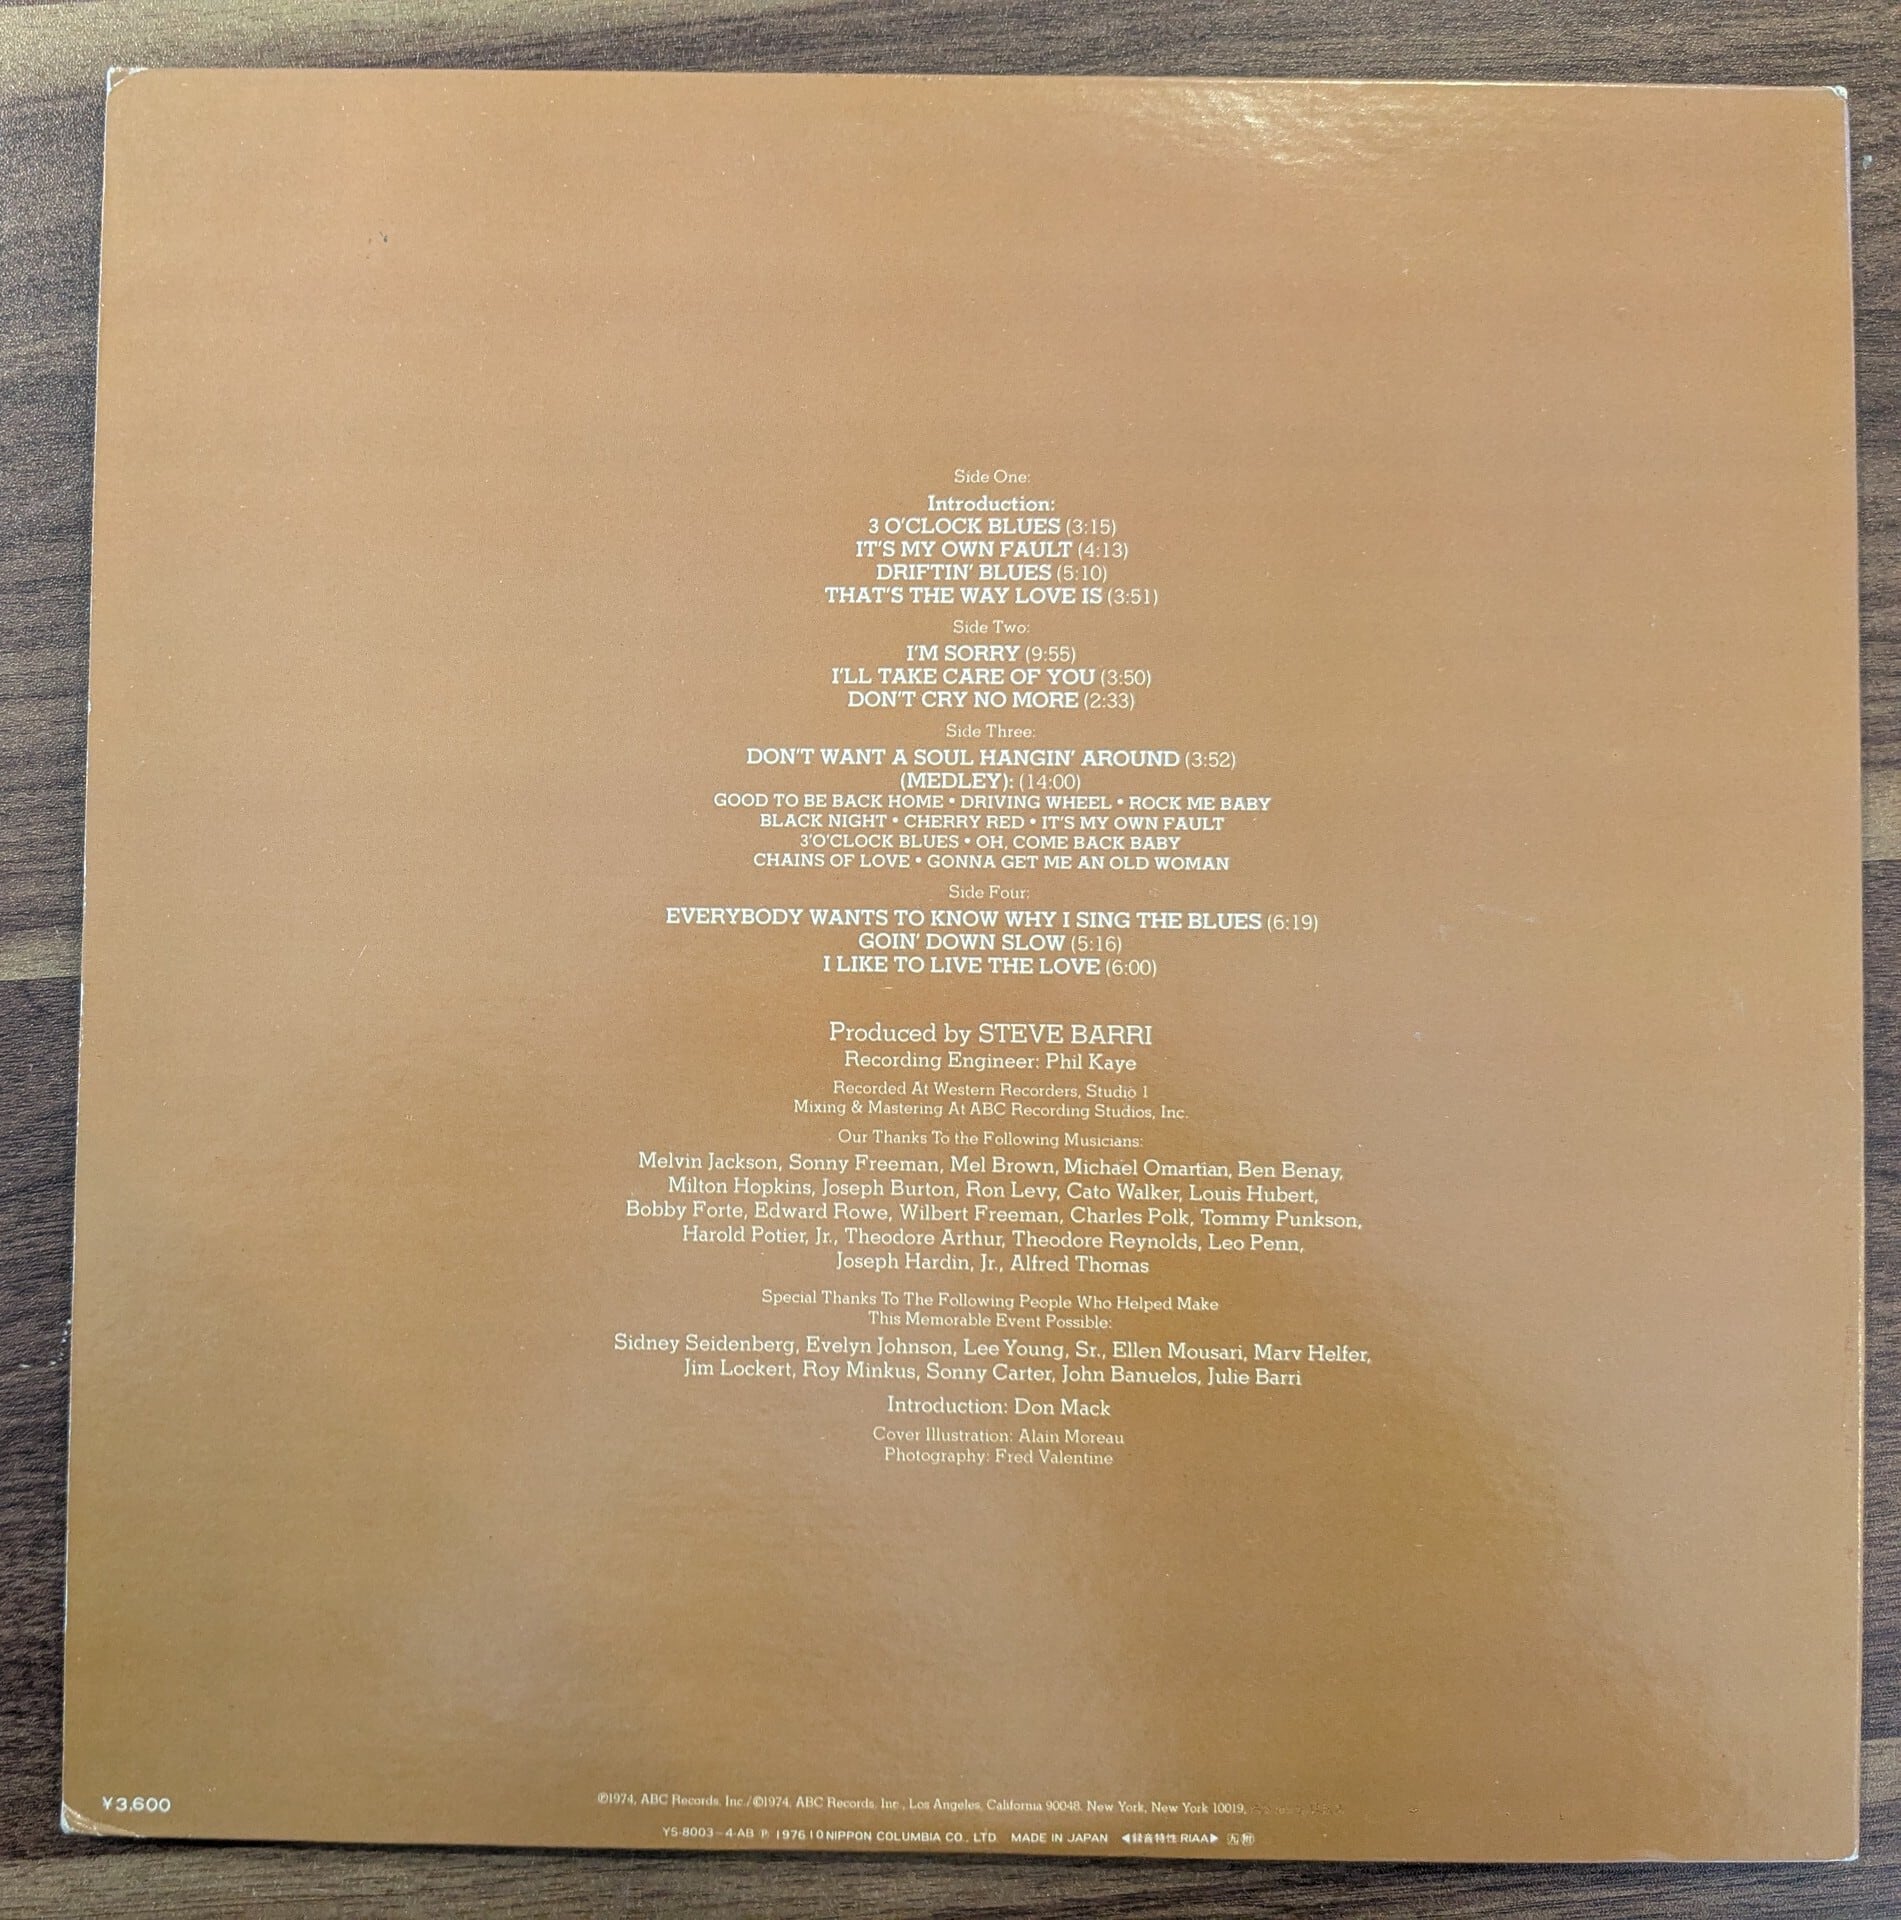 Side One:
Introduction:
3 O'CLOCK BLUES (3:15)
IT'S MY OWN FAULT (4:13)
DRIFTIN' BLUES (5:10)
THAT'S THE WAY LOVE IS (3:51)
Side Two:
I'M SORRY (9:55)
I'LL TAKE CARE OF YOU (3:50)
DON'T CRY NO MORE (2:33)
Side Three:
DON'T WANT A SOUL HANGIN' AROUND (3:52)
(MEDLEY): (14:00)
GOOD TO BE BACK HOME • DRIVING WHEEL • ROCK ME BABY
BLACK NIGHT • CHERRY RED • IT'S MY OWN FAULT
3'O'CLOCK BLUES • OH, COME BACK BABY
CHAINS OF LOVE • GONNA GET ME AN OLD WOMAN
Side Four:
EVERYBODY WANTS TO KNOW WHY I SING THE BLUES (6:19)
GOIN' DOWN SLOW (5:16)
I LIKE TO LIVE THE LOVE (6:00)
Produced by STEVE BARRI
Recording Engineer: Phil Kaye
Recorded At Western Recorders, Studio 1
Mixing & Mastering At ABC Recording Studios, Inc.
Our Thanks To the Following Musicians:
Melvin Jackson, Sonny Freeman, Mel Brown, Michael Omartian, Ben Benay,
Milton Hopkins, Joseph Burton, Ron Levy, Cato Walker, Louis Hubert,
Bobby Forte, Edward Rowe, Wilbert Freeman, Charles Polk, Tommy Punkson,
Harold Potier, Jr., Theodore Arthur, Theodore Reynolds, Leo Penn,
Joseph Hardin, Jr., Alfred Thomas
Special Thanks To The Following People Who Helped Make
This Memorable Event Possible:
Sidney Seidenberg, Evelyn Johnson, Lee Young, Sr., Ellen Mousari, Marv Helfer,
Jim Lockert, Roy Minkus, Sonny Carter, John Banuelos, Julie Barri
Introduction: Don Mack
Cover Illustration: Alain Moreau
Photography: Fred Valentine
¥3,600
℗1974, ABC Records, Inc./©1974, ABC Records, Inc., Los Angeles, California 90048. New York, New York 10019,
YS-8003-4-AB ℗ 1976.10 NIPPON COLUMBIA CO., LTD. MADE IN JAPAN ◀録音特性 RIAA▶